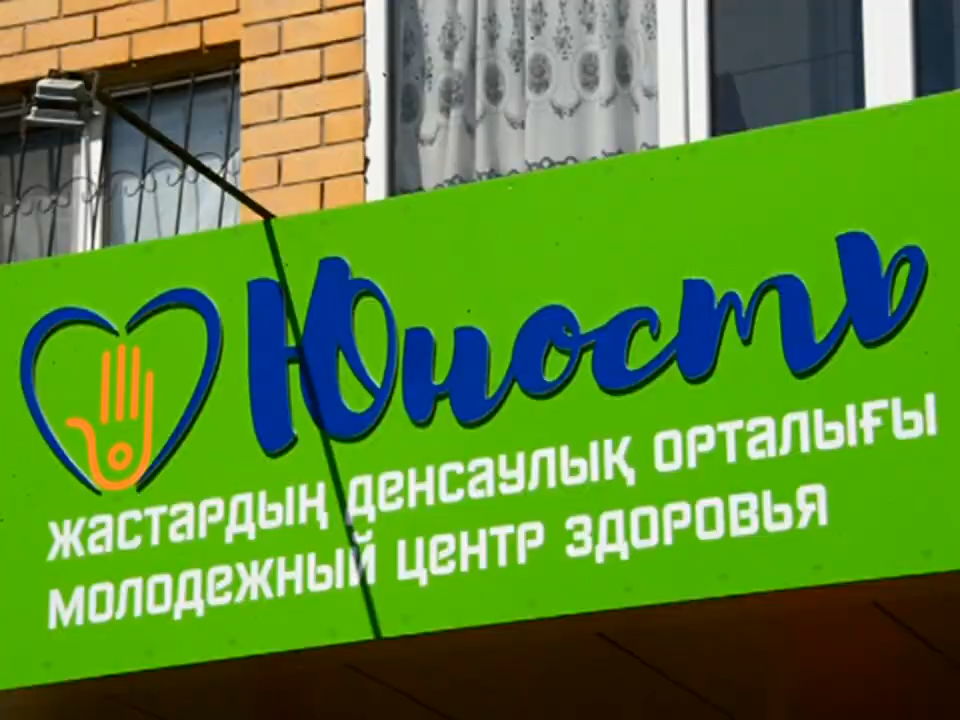 Юность
жастардың денсаулық орталығы
молодежный центр здоровья